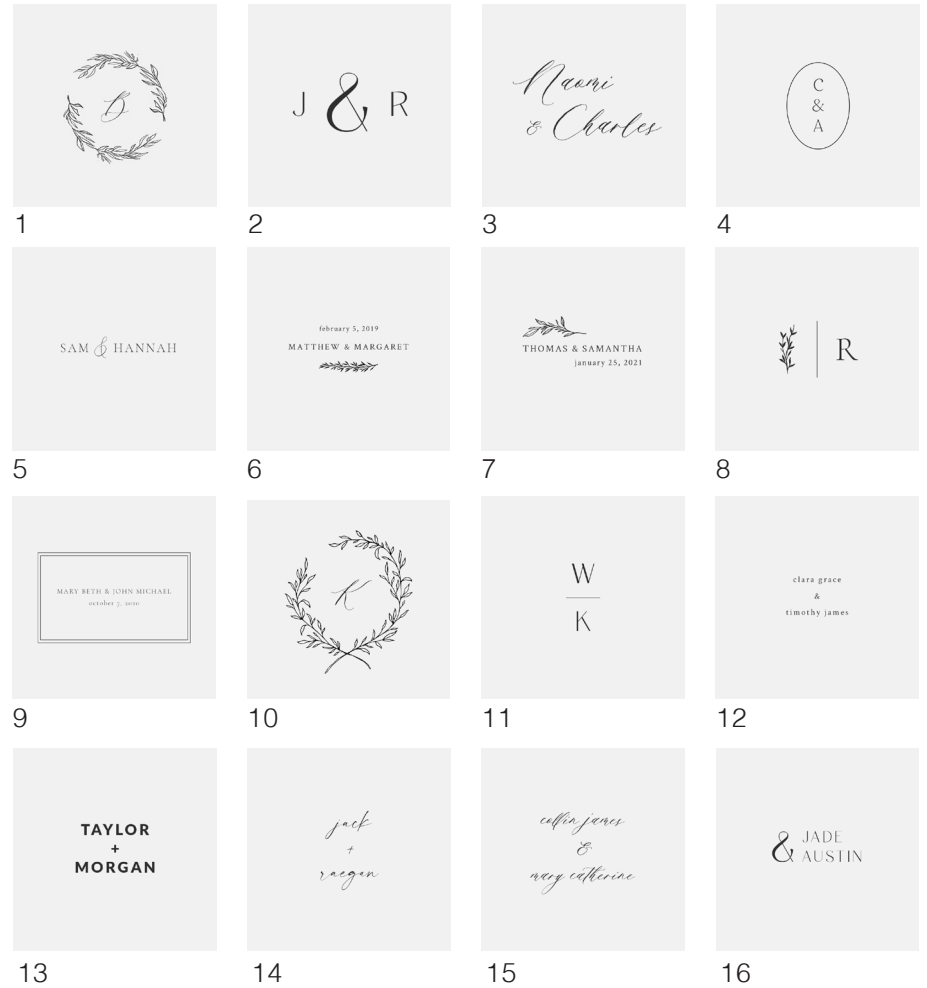 B
J & R
Naomi
& Charles
C
&
A
1
2
3
4
SAM & HANNAH
february 5, 2019
MATTHEW & MARGARET
THOMAS & SAMANTHA
january 25, 2021
R
5
6
7
8
MARY BETH & JOHN MICHAEL
october 7, 2020
K
W
K
clara grace
&
timothy james
9
10
11
12
TAYLOR
+
MORGAN
jack
+
raegan
collin james
&
mary catherine
& JADE
AUSTIN
13
14
15
16